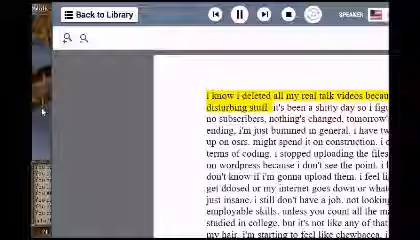 Back to Library
SPEAKER
i know i deleted all my real talk videos becau
disturbing stuff it's been a shitty day so i figu
no subscribers, nothing's changed, tomorrow'
ending, i'm just bummed in general, i have tw
up on osrs. might spend it on construction. i d
terms of coding. i stopped uploading the files
on wordpress because i don't see the point. i h
don't know if i'm gonna upload them. i feel li
get ddosed or my internet goes down or whate
just insane. i still don't have a job. not looking
employable skills. unless you count all the ma
studied in college. but it's not like any of that
my hair. i'm starting to feel like chewbacca. i